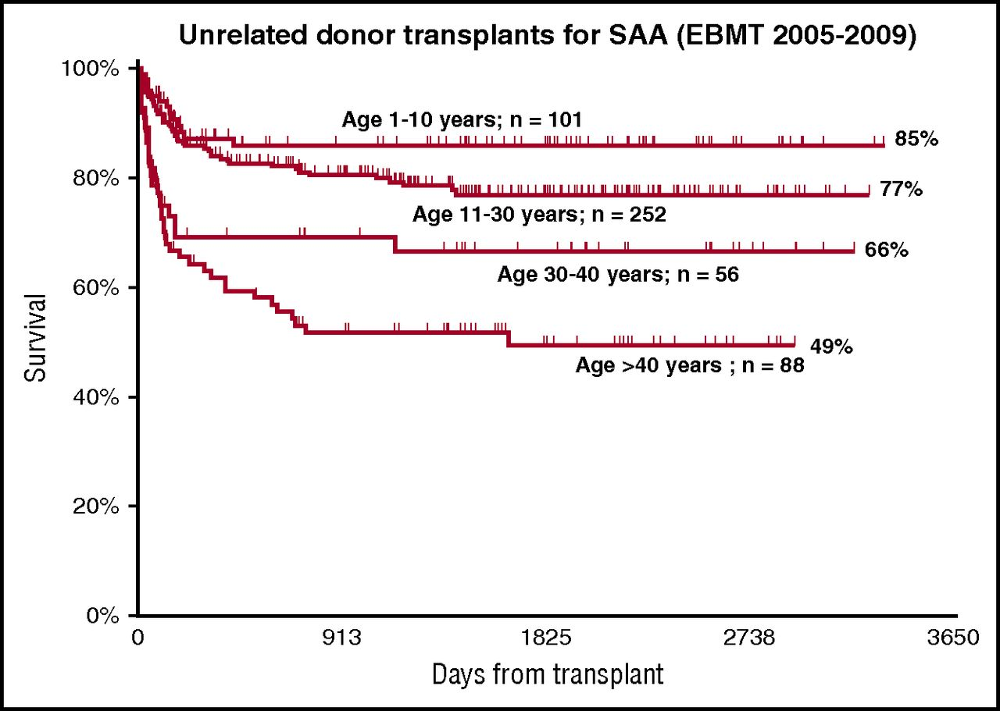 Unrelated donor transplants for SAA (EBMT 2005-2009)
100%
Age 1-10 years; n = 101
85%
80%
77%
Age 11-30 years; n = 252
66%
Age 30-40 years; n = 56
60%
Survival
49%
Age >40 years ; n = 88
40%
20%
0%
0 913 1825 2738 3650
Days from transplant